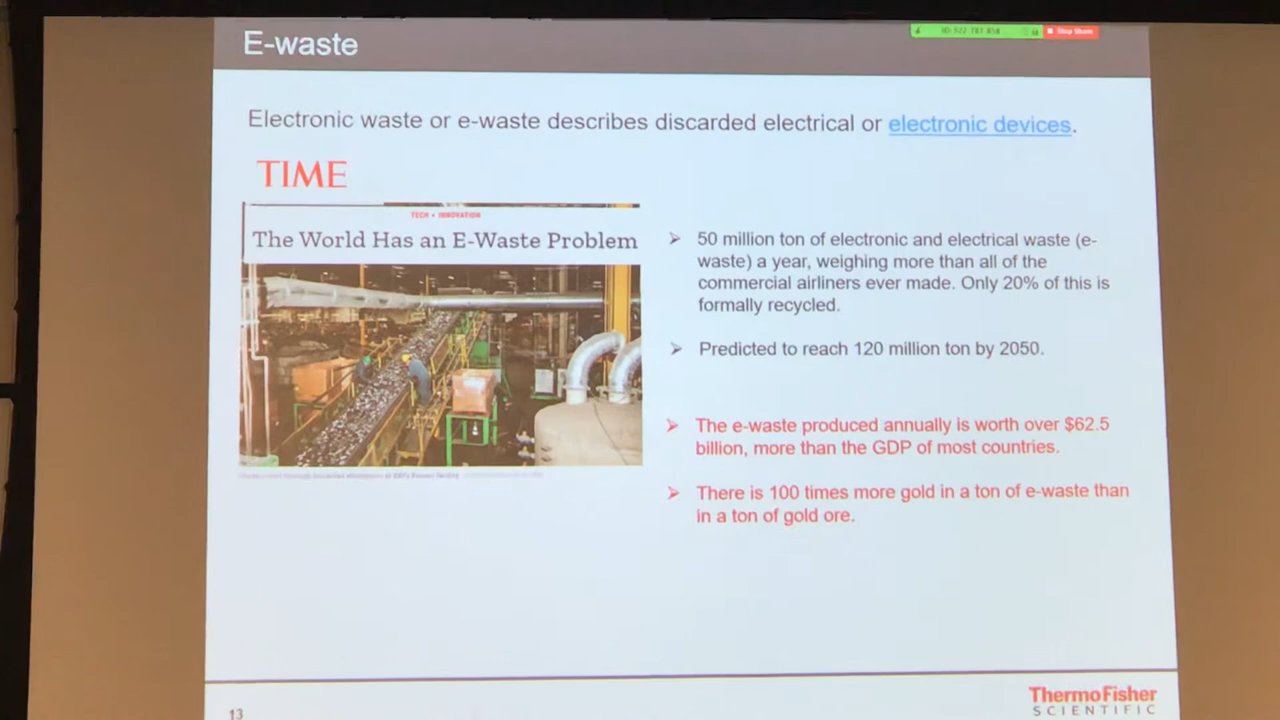 E-waste
Stop Share
Electronic waste or e-waste describes discarded electrical or electronic devices.
TIME
TECH • INNOVATION
The World Has an E-Waste Problem
50 million ton of electronic and electrical waste (e-
waste) a year, weighing more than all of the
commercial airliners ever made. Only 20% of this is
formally recycled.
Predicted to reach 120 million ton by 2050.
The e-waste produced annually is worth over $62.5
billion, more than the GDP of most countries.
There is 100 times more gold in a ton of e-waste than
in a ton of gold ore.
13
ThermoFisher
SCIENTIFIC